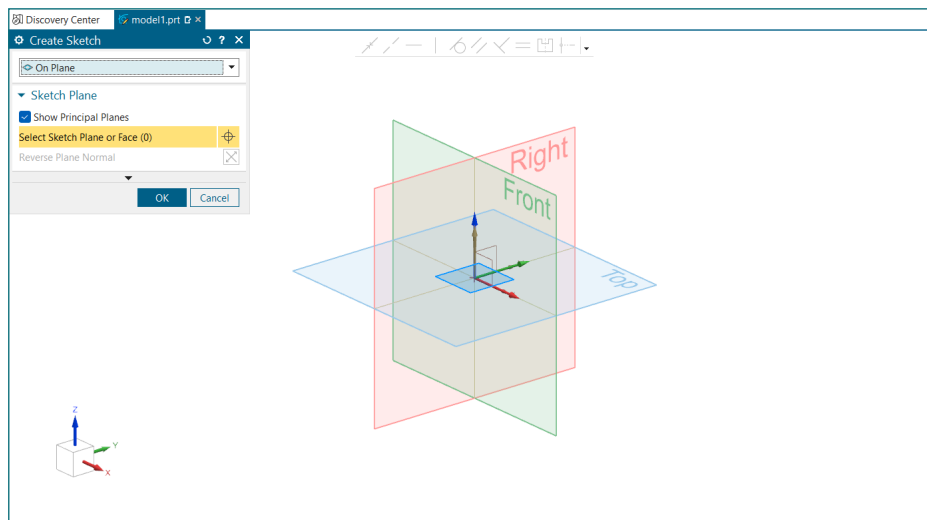 Discovery Center
model1.prt
Create Sketch
On Plane
Sketch Plane
Show Principal Planes
Select Sketch Plane or Face (0)
Reverse Plane Normal
OK
Cancel
Right
Front
Top
Z
Y
X